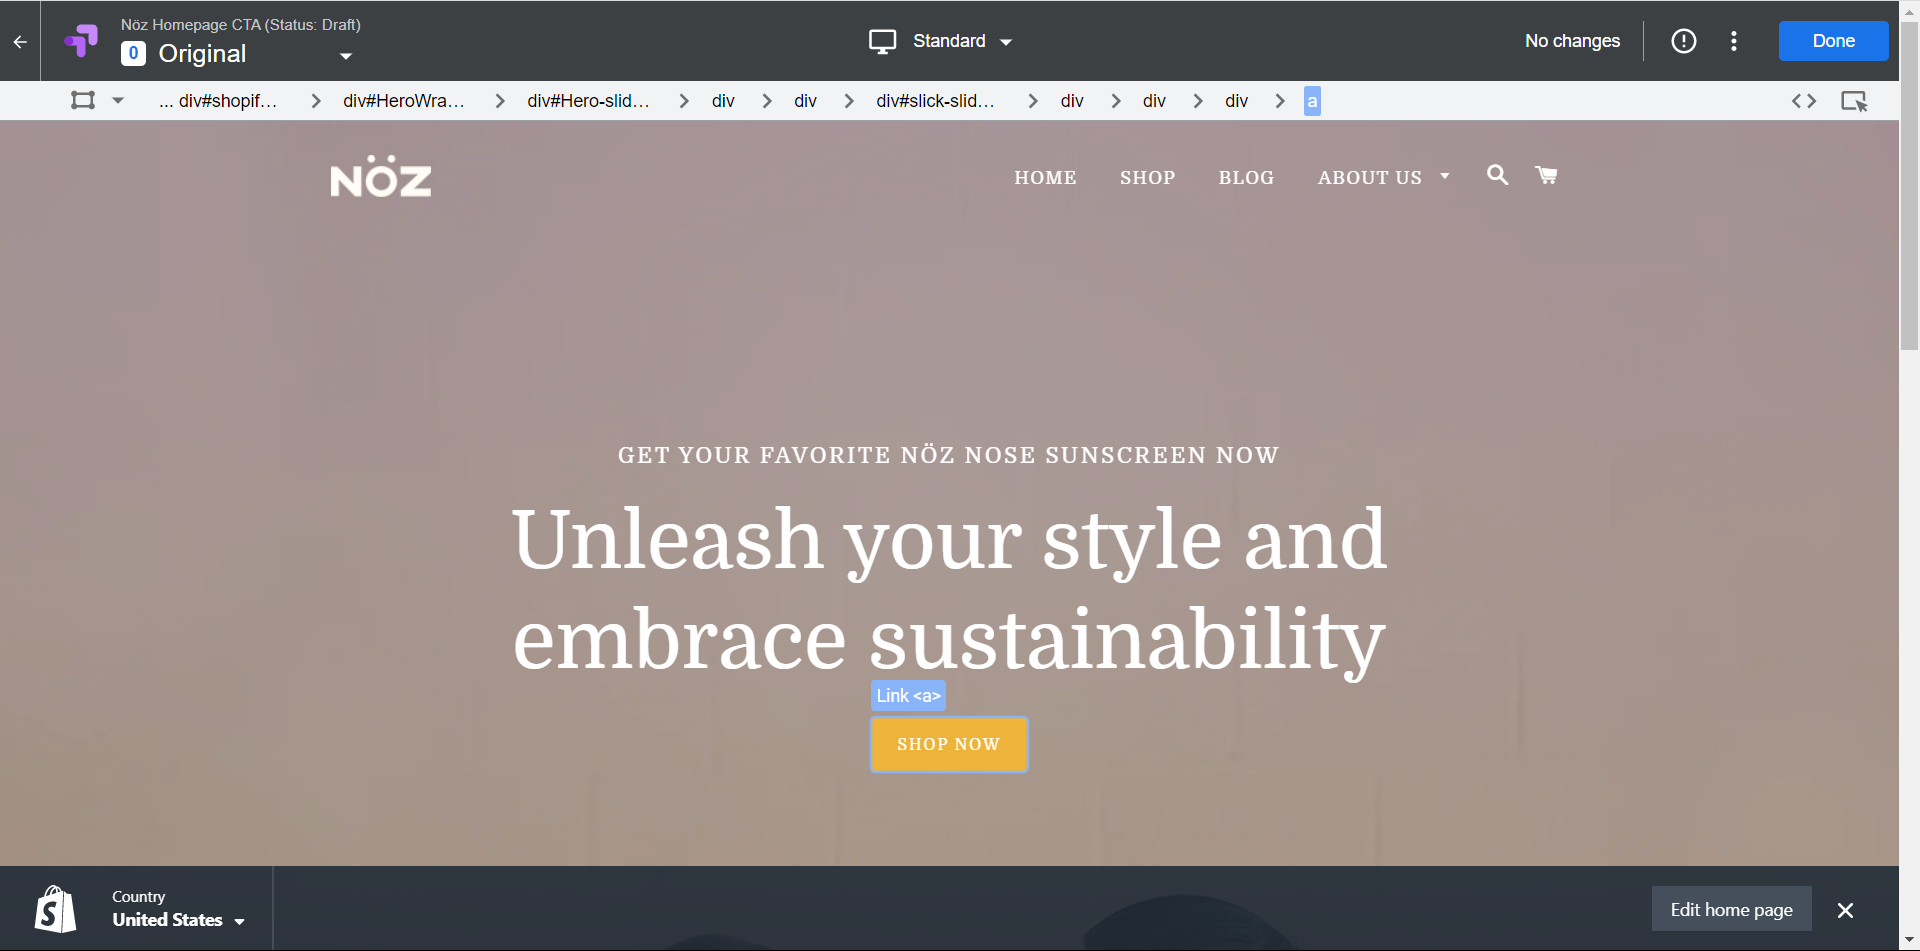 Nöz Homepage CTA (Status: Draft)
0 Original
Standard
No changes
Done
... div#shopif... div#HeroWra... div#Hero-slid... div div div#slick-slid... div div div a
NÖZ
HOME SHOP BLOG ABOUT US
GET YOUR FAVORITE NÖZ NOSE SUNSCREEN NOW
Unleash your style and
embrace sustainability
Link <a>
SHOP NOW
Country
United States
Edit home page